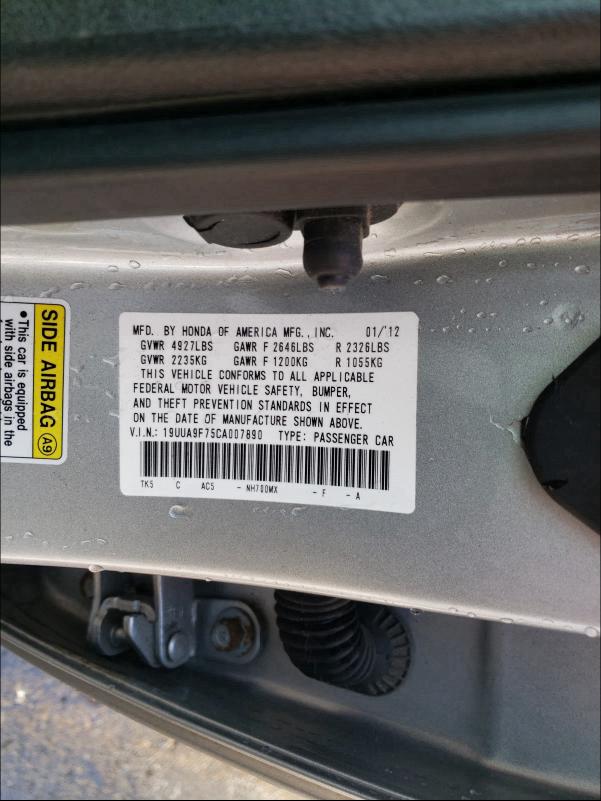 MFD. BY HONDA OF AMERICA MFG., INC. 01/'12
GVWR 4927LBS GAWR F 2646LBS R 2326LBS
GVWR 2235KG GAWR F 1200KG R 1055KG
THIS VEHICLE CONFORMS TO ALL APPLICABLE
FEDERAL MOTOR VEHICLE SAFETY, BUMPER,
AND THEFT PREVENTION STANDARDS IN EFFECT
ON THE DATE OF MANUFACTURE SHOWN ABOVE.
V.I.N.: 19UUA9F75CA007890 TYPE: PASSENGER CAR
TK5 C AC5 - NH700MX - F - A
SIDE AIRBAG A9
•This car is equipped
with side airbags in the